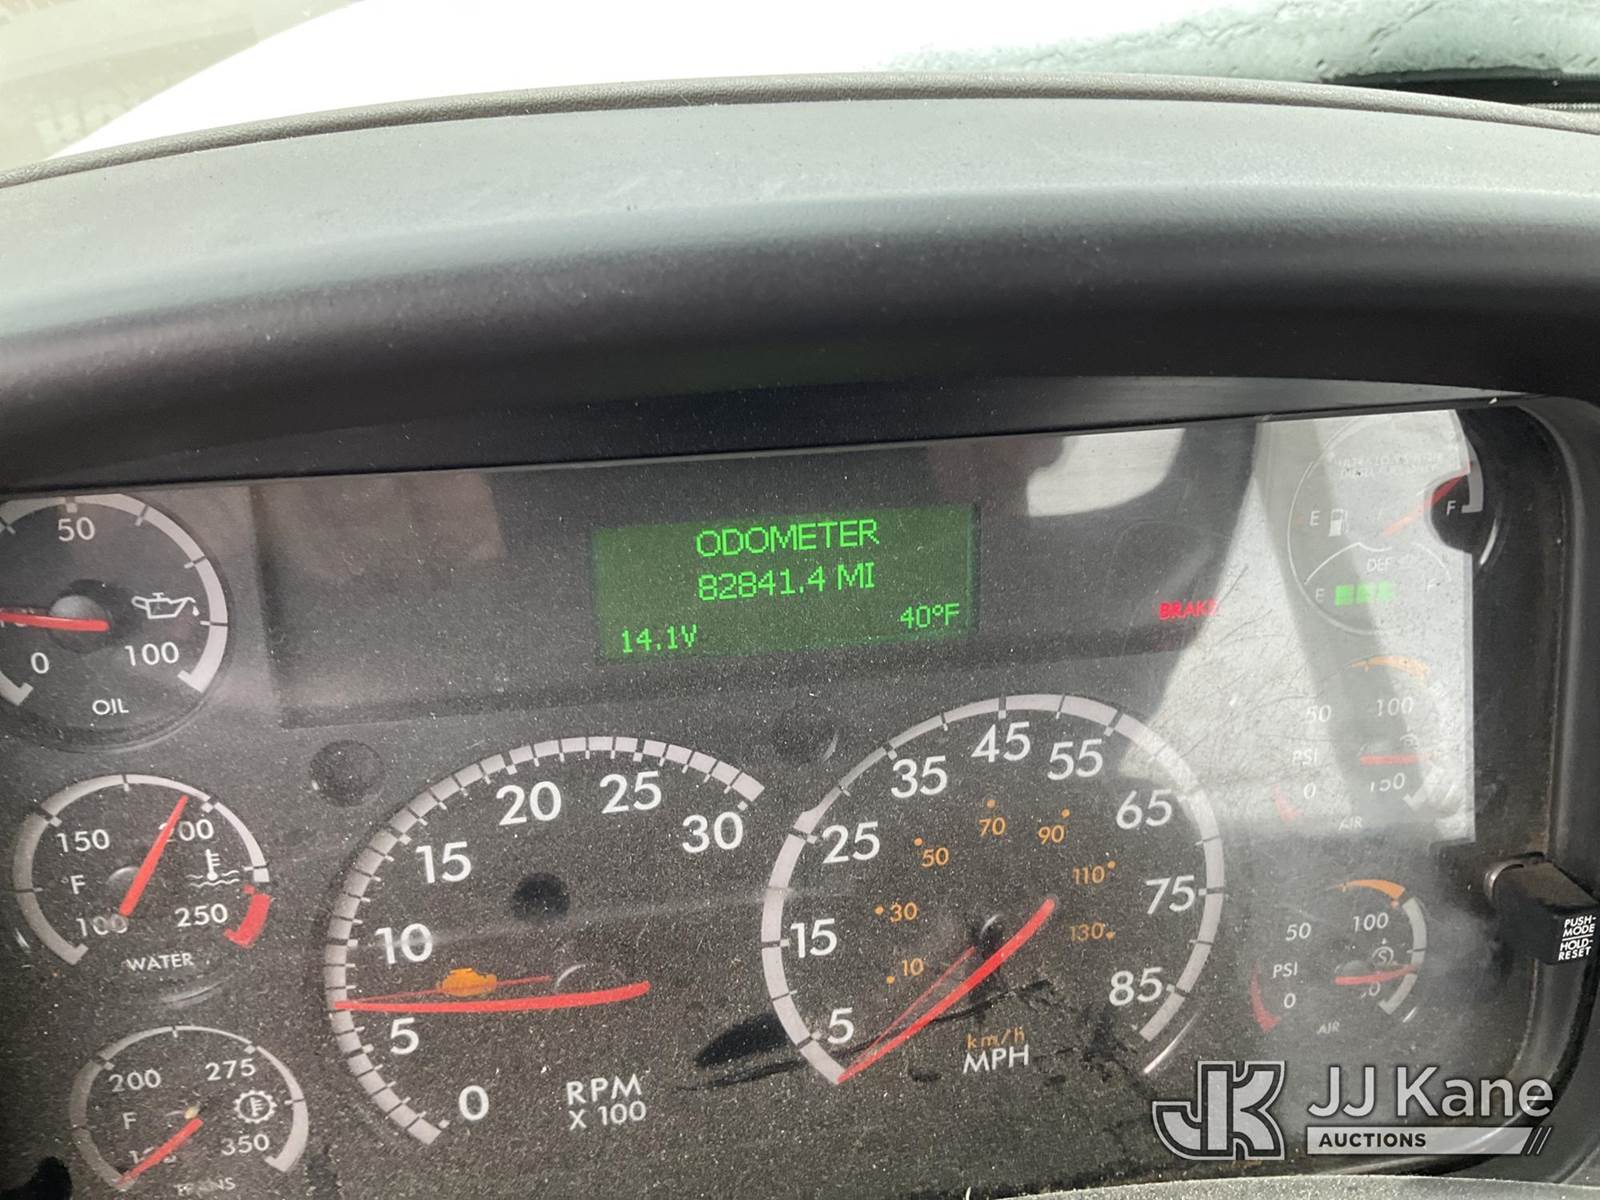 ODOMETER
82841.4 MI
14.1V 40°F
BRAKE
50
0 100
OIL
E F
DEF
E
150 200
°F
100 250
WATER
20 25
15 30
10
5
0
RPM
X 100
45
35 55
25 65
15 75
5 85
70
50 90
30 110
10 130
km/h
MPH
50 100
PSI
0 150
AIR
50 100
PSI
0
AIR
PUSH-
MODE
HOLD-
RESET
200 275
F
350
TRANS
JK JJ Kane
AUCTIONS